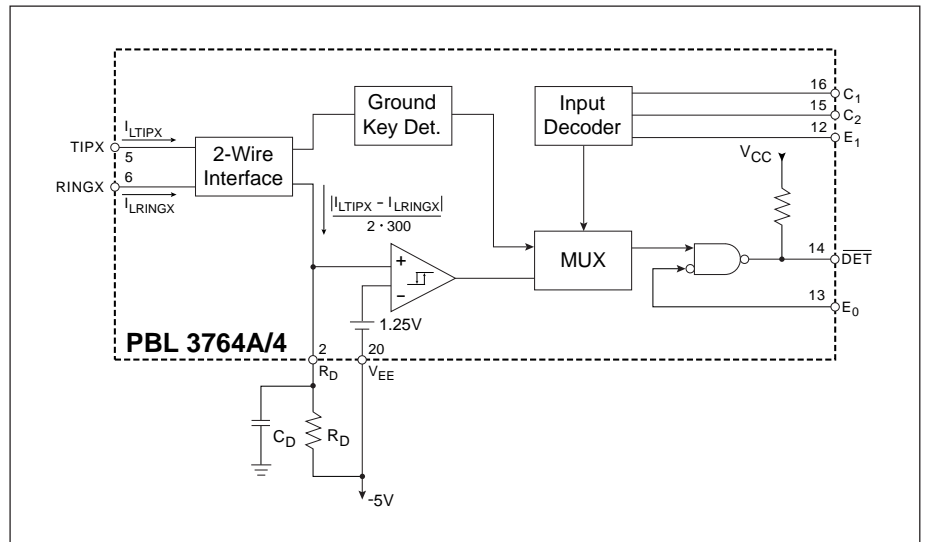 Ground
Key Det.
Input
Decoder
16
C1
15
C2
12
E1
ILTIPX
TIPX
5
2-Wire
Interface
RINGX
6
ILRINGX
|ILTIPX - ILRINGX|
2 · 300
VCC
MUX
14
DET
13
E0
+
−
1.25V
PBL 3764A/4
2
RD
20
VEE
CD
RD
-5V